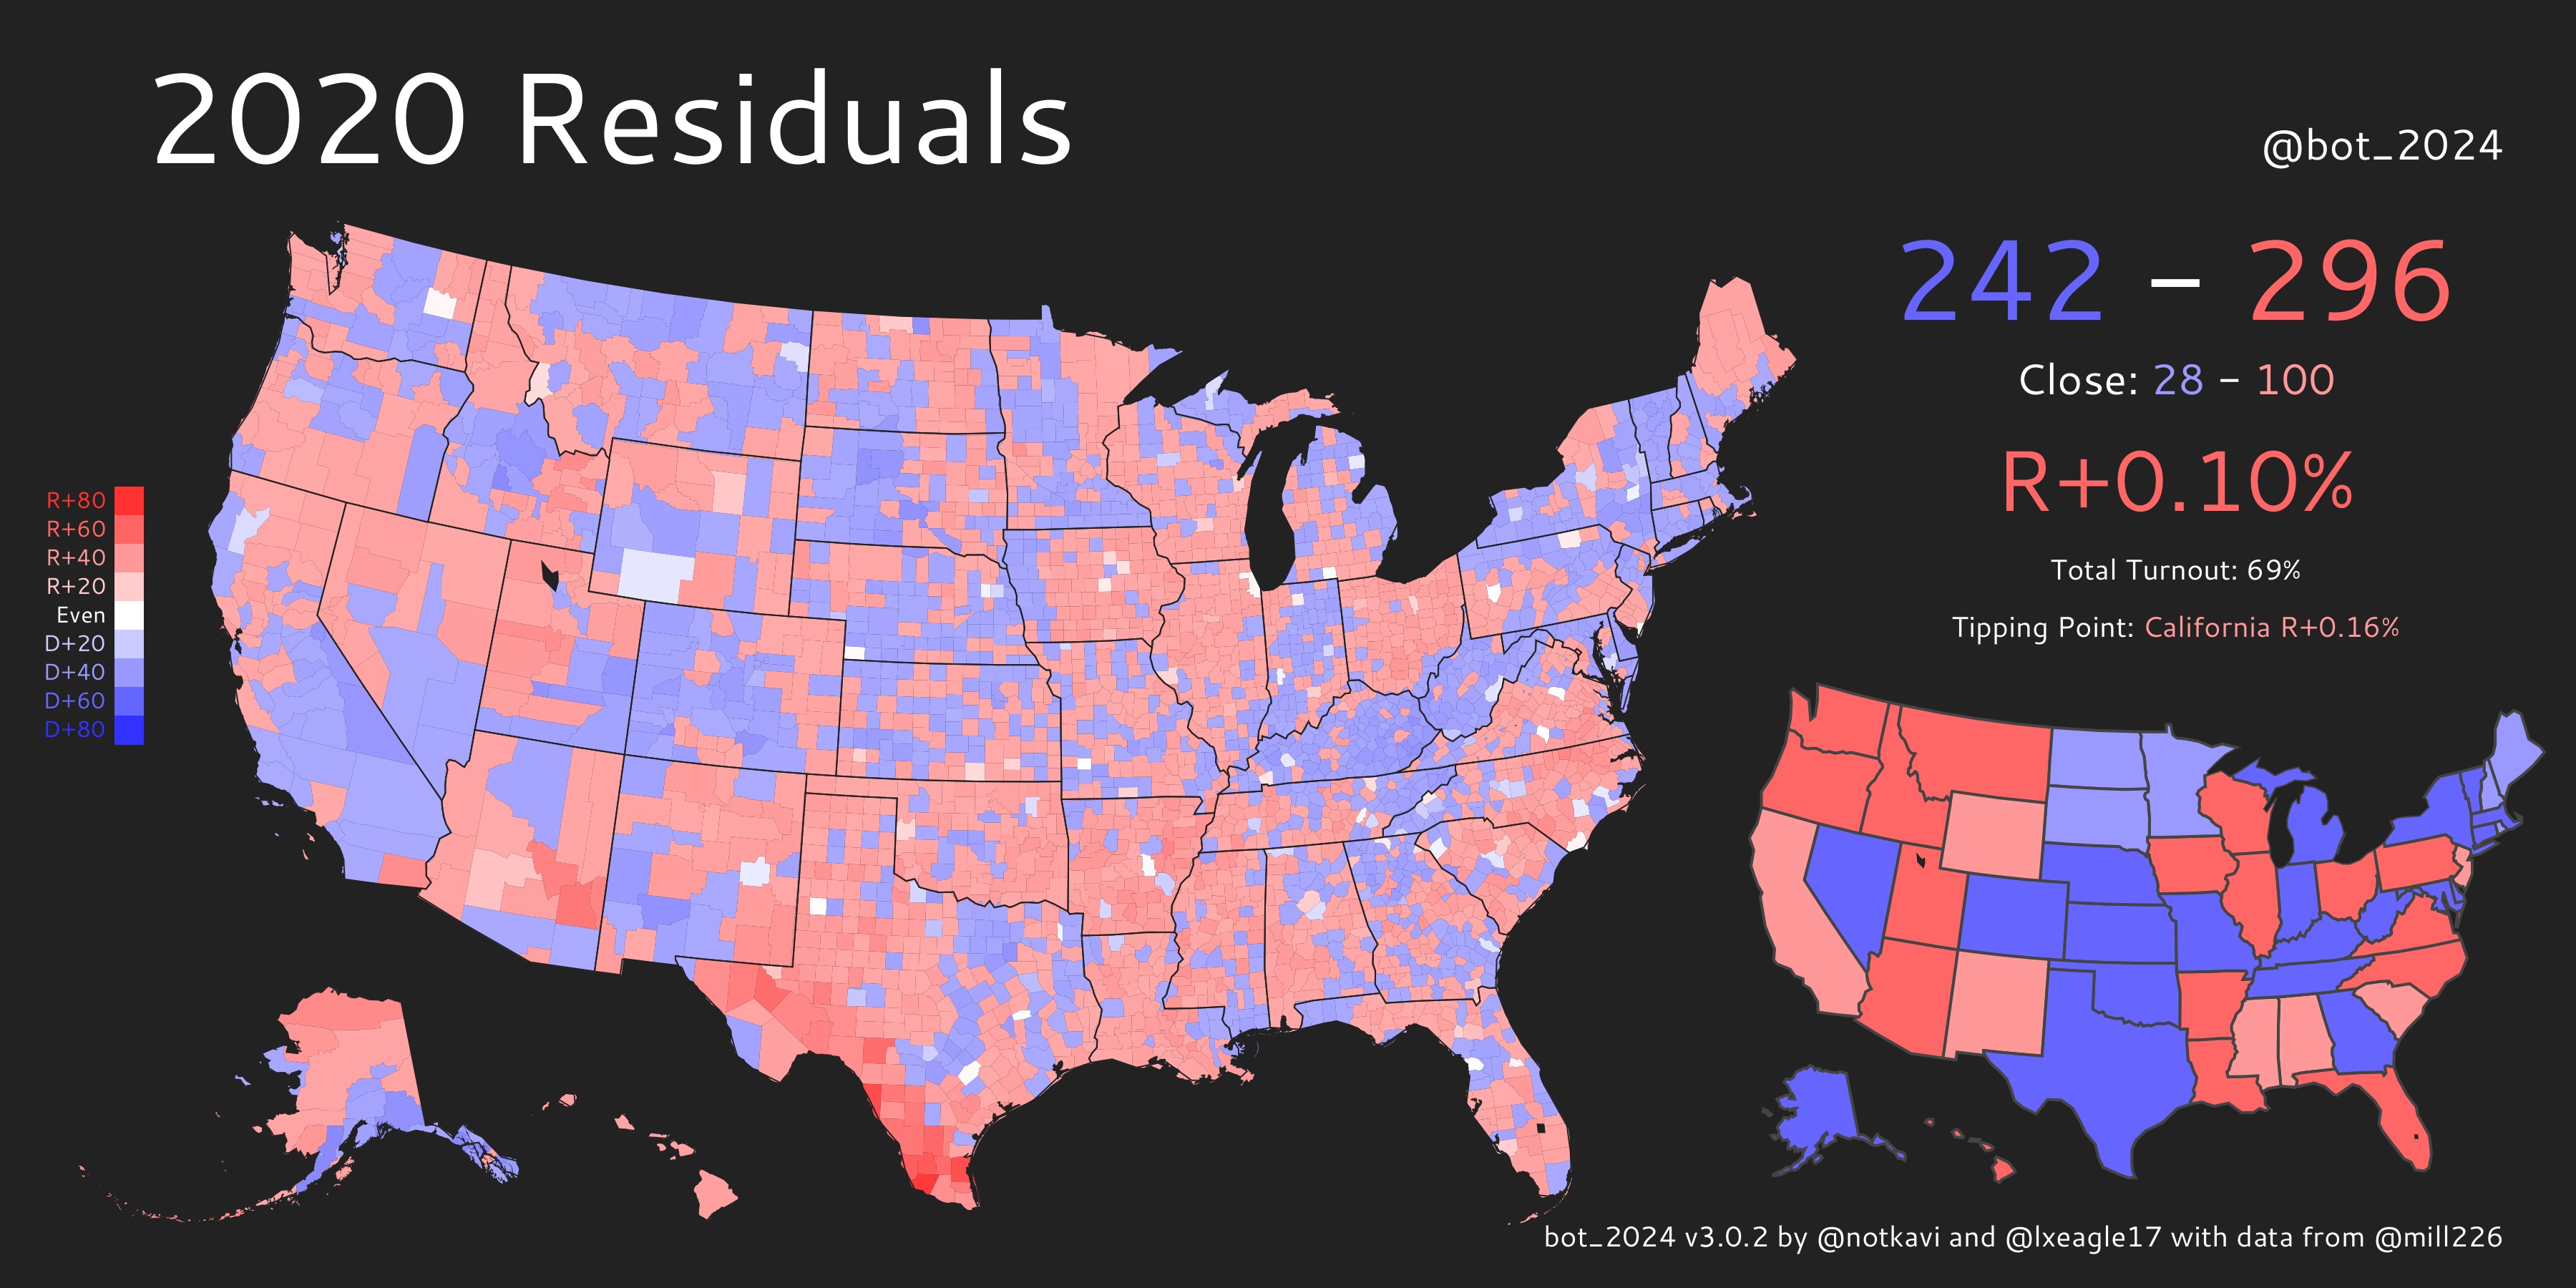 2020 Residuals
@bot_2024
242 – 296
Close: 28 - 100
R+0.10%
Total Turnout: 69%
Tipping Point: California R+0.16%
R+80
R+60
R+40
R+20
Even
D+20
D+40
D+60
D+80
bot_2024 v3.0.2 by @notkavi and @lxeagle17 with data from @mill226